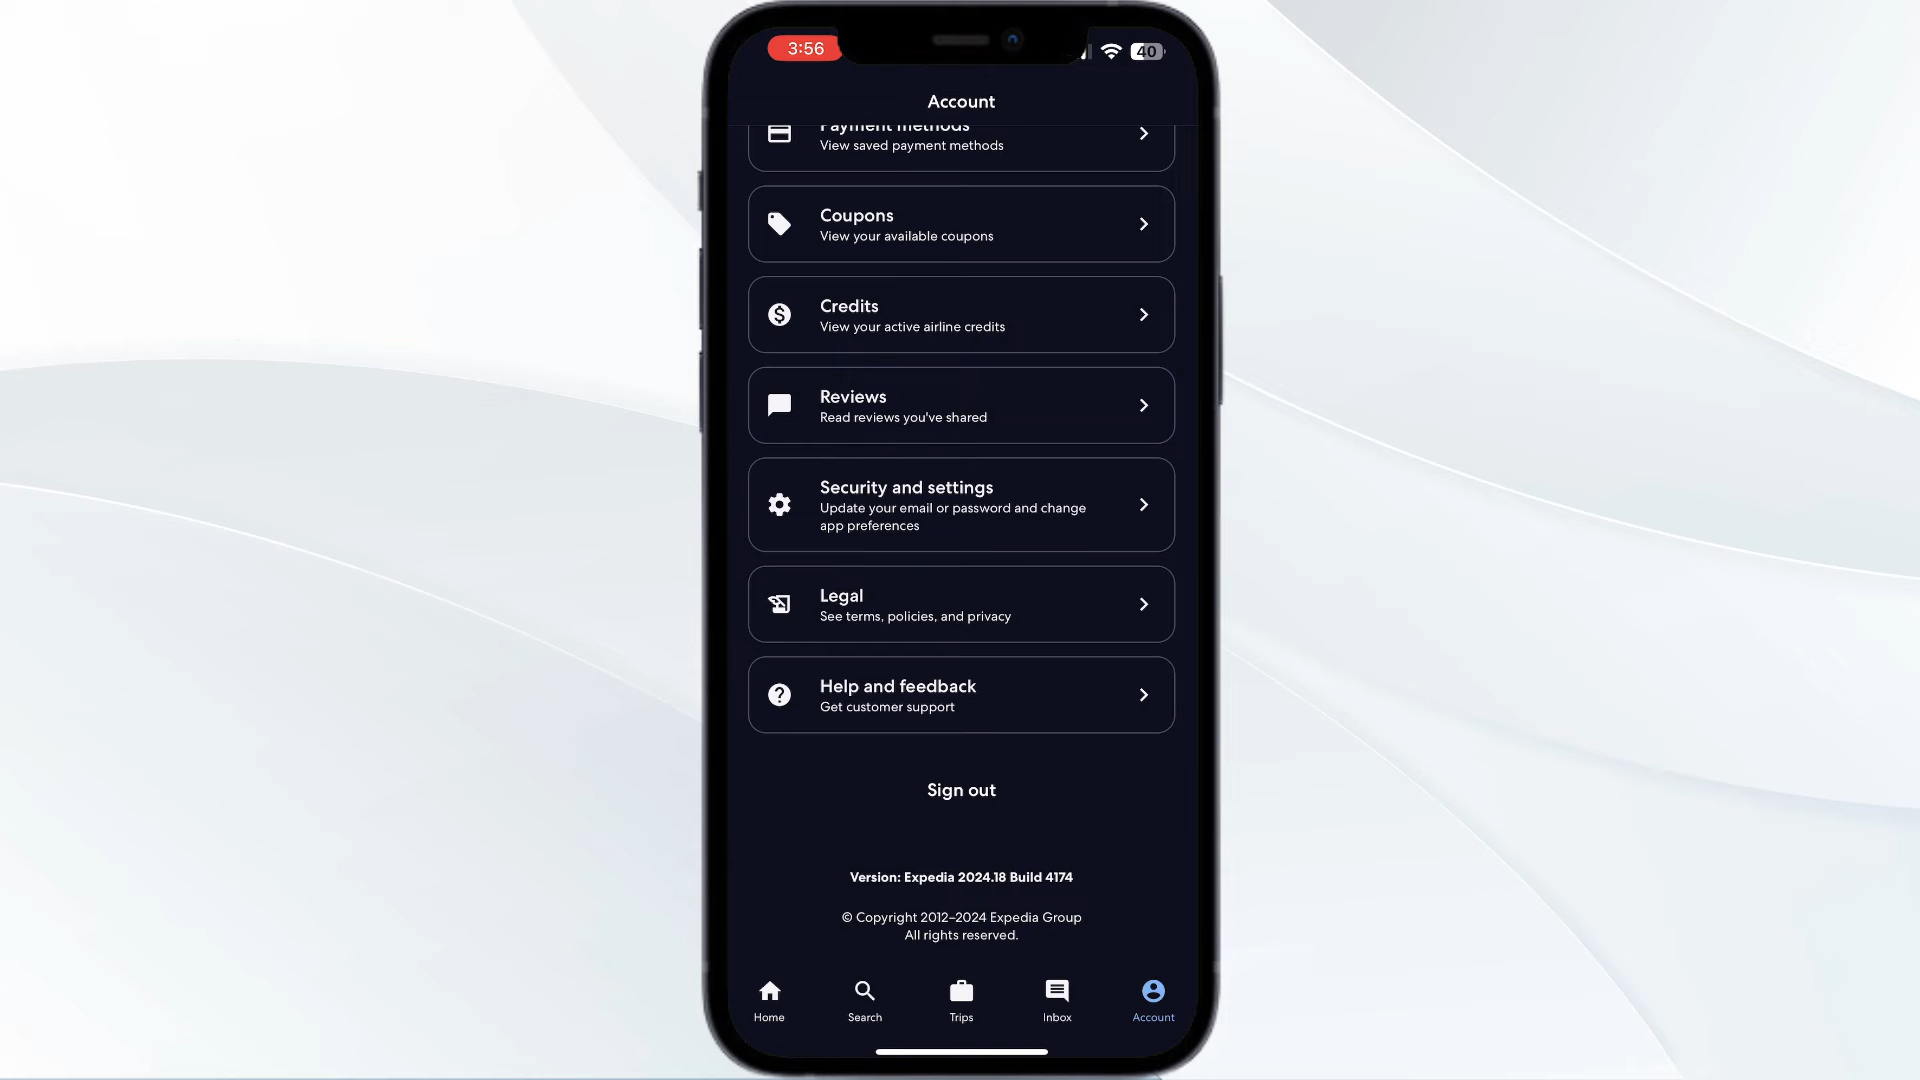 3:56
40
Account
Payment methods
View saved payment methods
Coupons
View your available coupons
Credits
View your active airline credits
Reviews
Read reviews you've shared
Security and settings
Update your email or password and change
app preferences
Legal
See terms, policies, and privacy
Help and feedback
Get customer support
Sign out
Version: Expedia 2024.18 Build 4174
© Copyright 2012–2024 Expedia Group
All rights reserved.
Home
Search
Trips
Inbox
Account